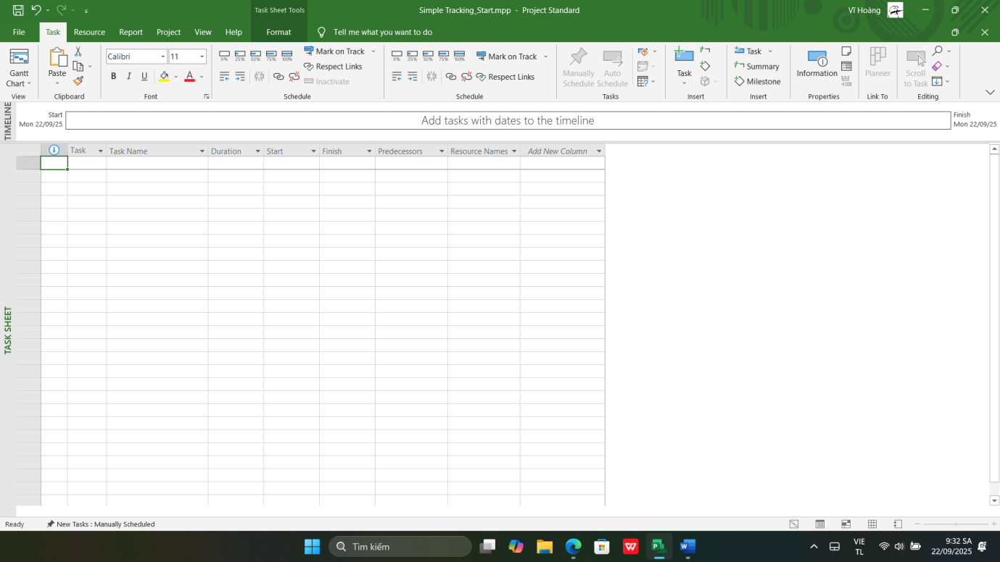 Task Sheet Tools
Simple Tracking_Start.mpp - Project Standard
Vĩ Hoàng
File Task Resource Report Project View Help Format Tell me what you want to do
Gantt Chart
View
Paste
Clipboard
Calibri 11
B I U A
Font
0% 25% 50% 75% 100%
Mark on Track
Respect Links
Inactivate
Schedule
0% 25% 50% 75% 100%
Mark on Track
Respect Links
Schedule
Manually Schedule
Auto Schedule
Tasks
Task
Insert
Task
Summary
Milestone
Insert
Information
Properties
Planner
Link To
Scroll to Task
Editing
TIMELINE
Start
Mon 22/09/25
Add tasks with dates to the timeline
Finish
Mon 22/09/25
Task Task Name Duration Start Finish Predecessors Resource Names Add New Column
TASK SHEET
Ready New Tasks : Manually Scheduled
Tìm kiếm
VIE
TL
9:32 SA
22/09/2025